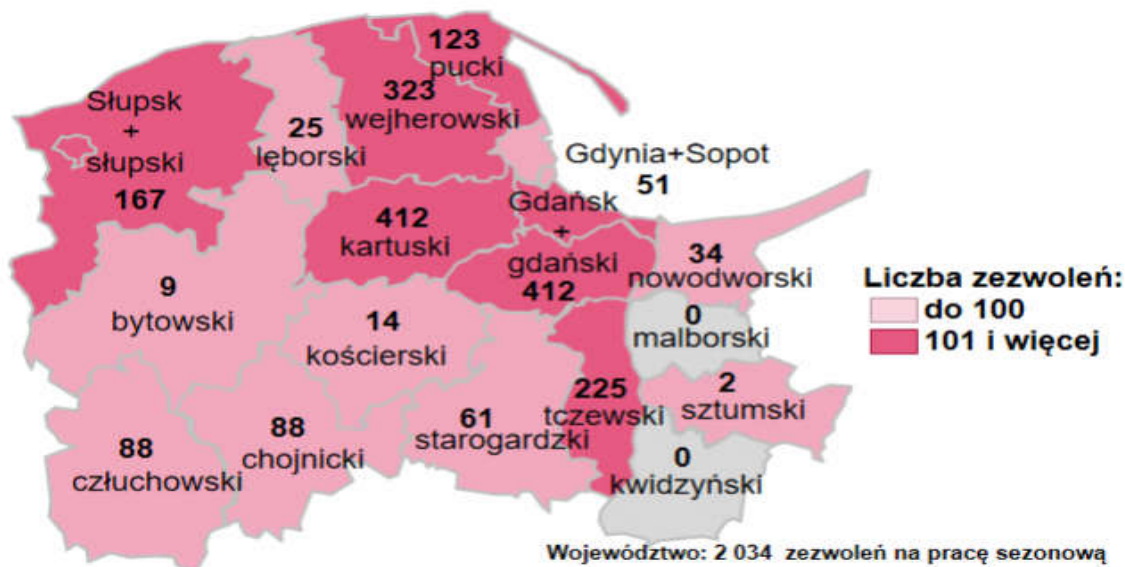 123
pucki
323
wejherowski
Słupsk
+
słupski
167
25
lęborski
Gdynia+Sopot
51
412
kartuski
Gdańsk
+
gdański
412
34
nowodworski
9
bytowski
14
kościerski
0
malborski
88
człuchowski
88
chojnicki
61
starogardzki
225
tczewski
2
sztumski
0
kwidzyński
Liczba zezwoleń:
do 100
101 i więcej
Województwo: 2 034 zezwoleń na pracę sezonową